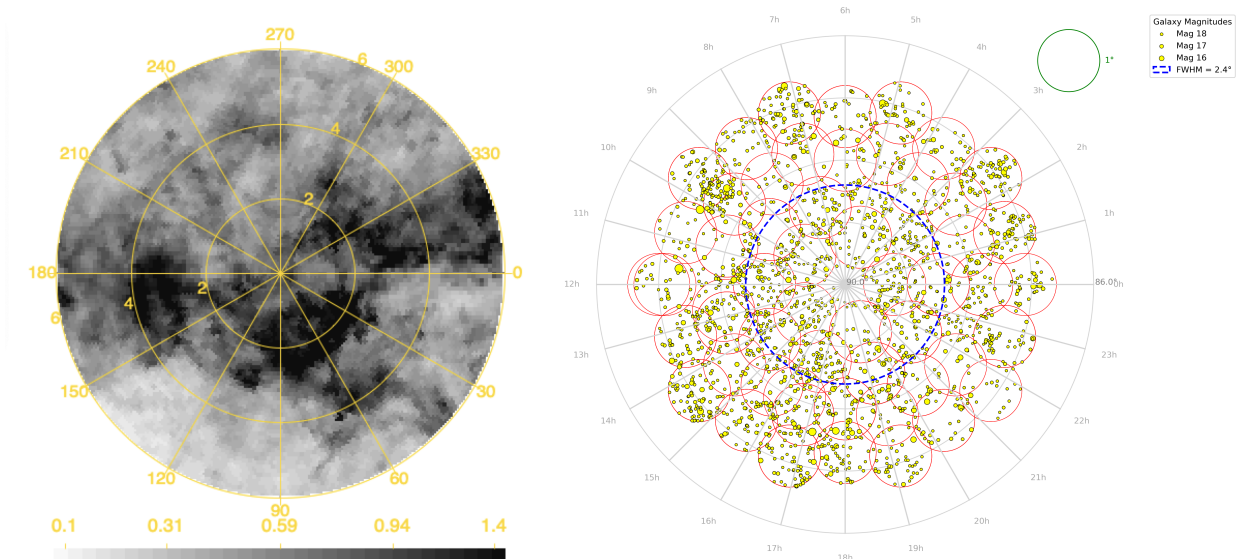 270
240
6
300
210
4
330
2
180
0
2
4
6
150
30
120
60
90
0.1 0.31 0.59 0.94 1.4
6h
7h
5h
8h
4h
9h
3h
10h
2h
11h
1h
12h
90.0
86.0°
0h
13h
23h
14h
22h
15h
21h
16h
20h
17h
19h
18h
1°
Galaxy Magnitudes
Mag 18
Mag 17
Mag 16
FWHM = 2.4°